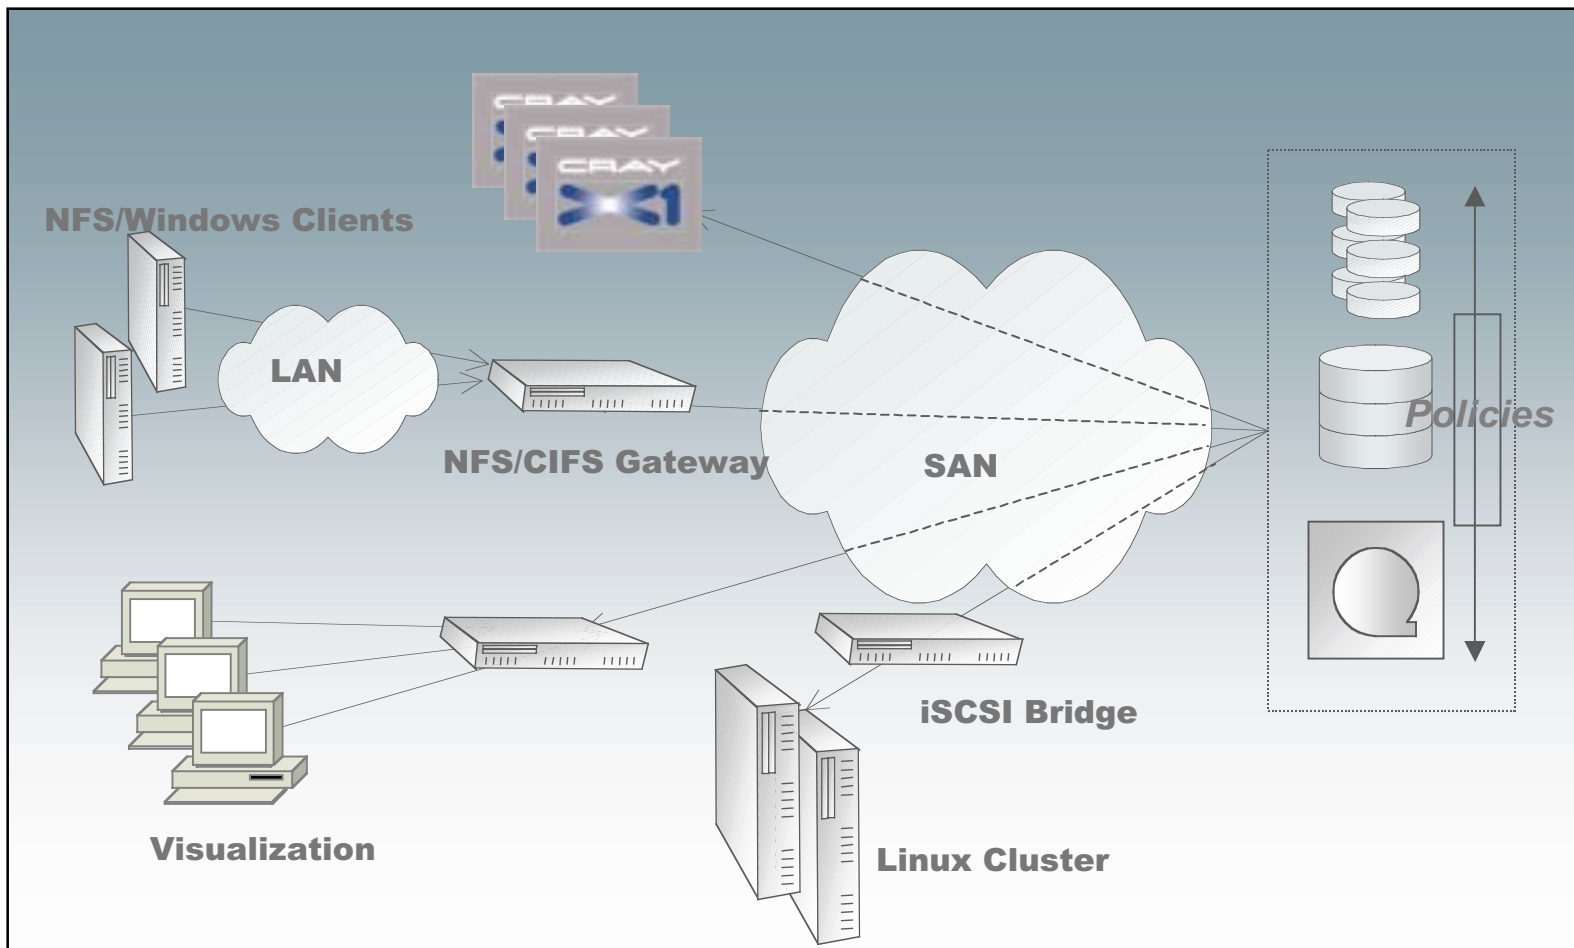 CRAY
CRAY
CRAY
X1
NFS/Windows Clients
LAN
Policies
NFS/CIFS Gateway
SAN
iSCSI Bridge
Visualization
Linux Cluster